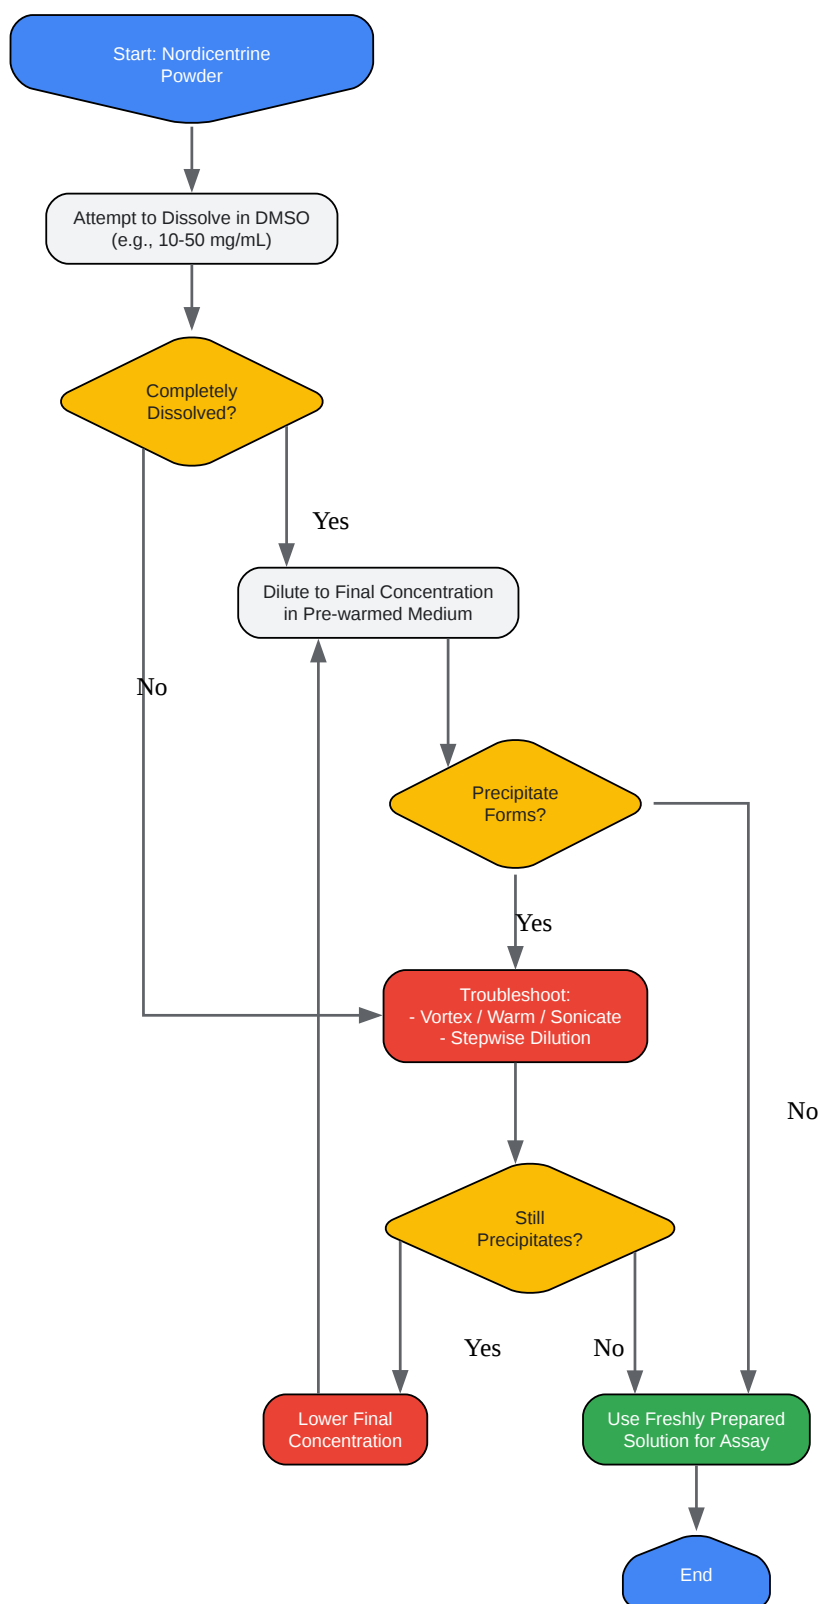 Start: Nordicentrine
Powder
Attempt to Dissolve in DMSO
(e.g., 10-50 mg/mL)
Completely
Dissolved?
Yes
Dilute to Final Concentration
in Pre-warmed Medium
No
Precipitate
Forms?
Yes
Troubleshoot:
- Vortex / Warm / Sonicate
- Stepwise Dilution
No
Still
Precipitates?
Yes
No
Lower Final
Concentration
Use Freshly Prepared
Solution for Assay
End